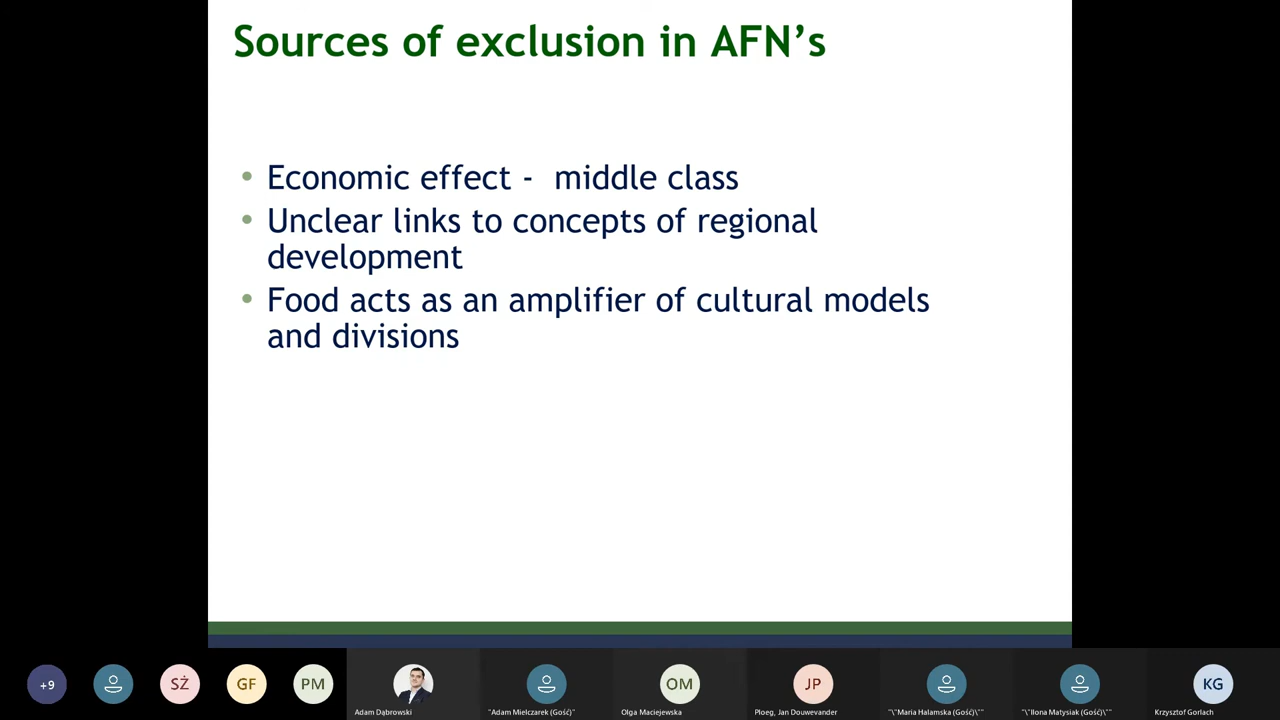 Sources of exclusion in AFN’s
• Economic effect -  middle class
• Unclear links to concepts of regional
development
• Food acts as an amplifier of cultural models
and divisions
+9
SŻ
GF
PM
OM
JP
KG
Adam Dąbrowski
"Adam Mielczarek (Gość)"
Olga Maciejewska
Ploeg, Jan Douwevander
"\"Maria Halamska (Gość)\""
"\"Ilona Matysiak (Gość)\""
Krzysztof Gorlach